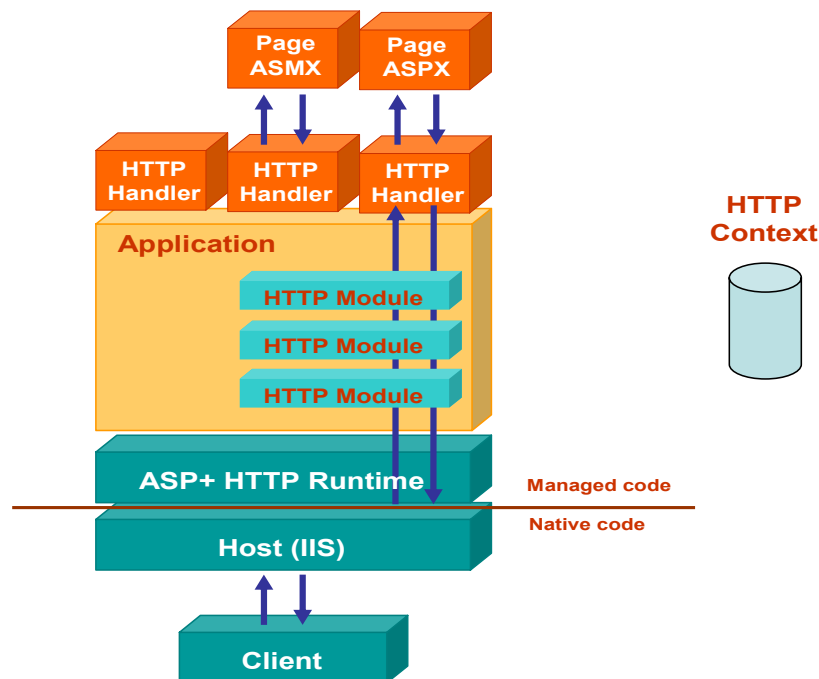 Page
ASMX
Page
ASPX
HTTP
Handler
HTTP
Handler
HTTP
Handler
HTTP
Context
Application
HTTP Module
HTTP Module
HTTP Module
ASP+ HTTP Runtime
Managed code
Native code
Host (IIS)
Client